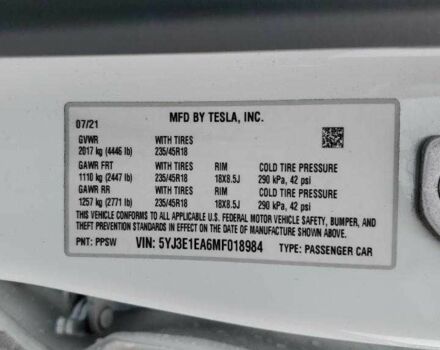 MFD BY TESLA, INC.
07/21
GVWR WITH TIRES
2017 kg (4446 lb) 235/45R18
GAWR FRT WITH TIRES RIM COLD TIRE PRESSURE
1110 kg (2447 lb) 235/45R18 18X8.5J 290 kPa, 42 psi
GAWR RR WITH TIRES RIM COLD TIRE PRESSURE
1257 kg (2771 lb) 235/45R18 18X8.5J 290 kPa, 42 psi
THIS VEHICLE CONFORMS TO ALL APPLICABLE U.S. FEDERAL MOTOR VEHICLE SAFETY, BUMPER, AND
THEFT PREVENTION STANDARDS IN EFFECT ON THE DATE OF MANUFACTURE SHOWN ABOVE.
PNT: PPSW VIN: 5YJ3E1EA6MF018984 TYPE: PASSENGER CAR